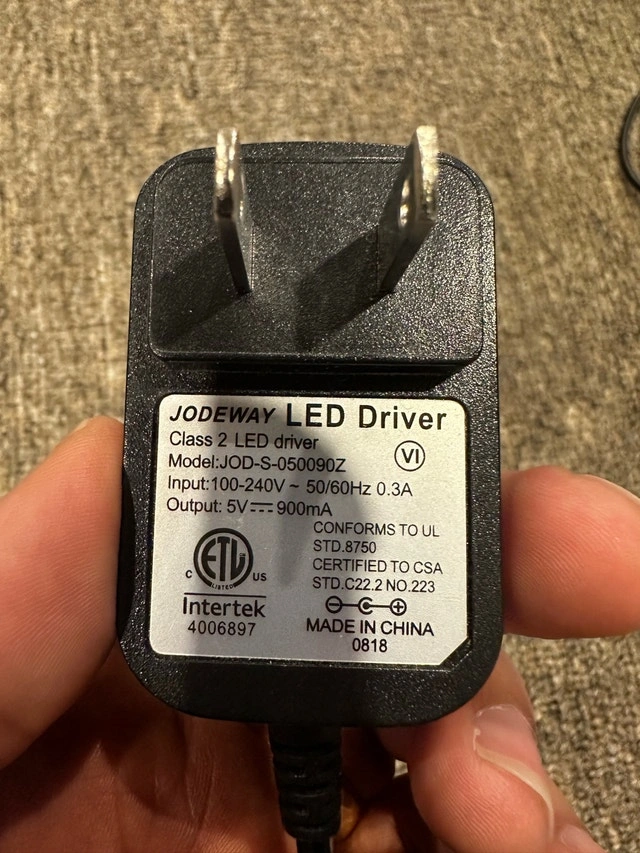 JODEWAY LED Driver
Class 2 LED driver
VI
Model:JOD-S-050090Z
Input:100-240V ~ 50/60Hz 0.3A
Output: 5V⎓900mA
CONFORMS TO UL
STD.8750
CERTIFIED TO CSA
STD.C22.2 NO.223
ETL
C US
LISTED
Intertek
4006897
MADE IN CHINA
0818